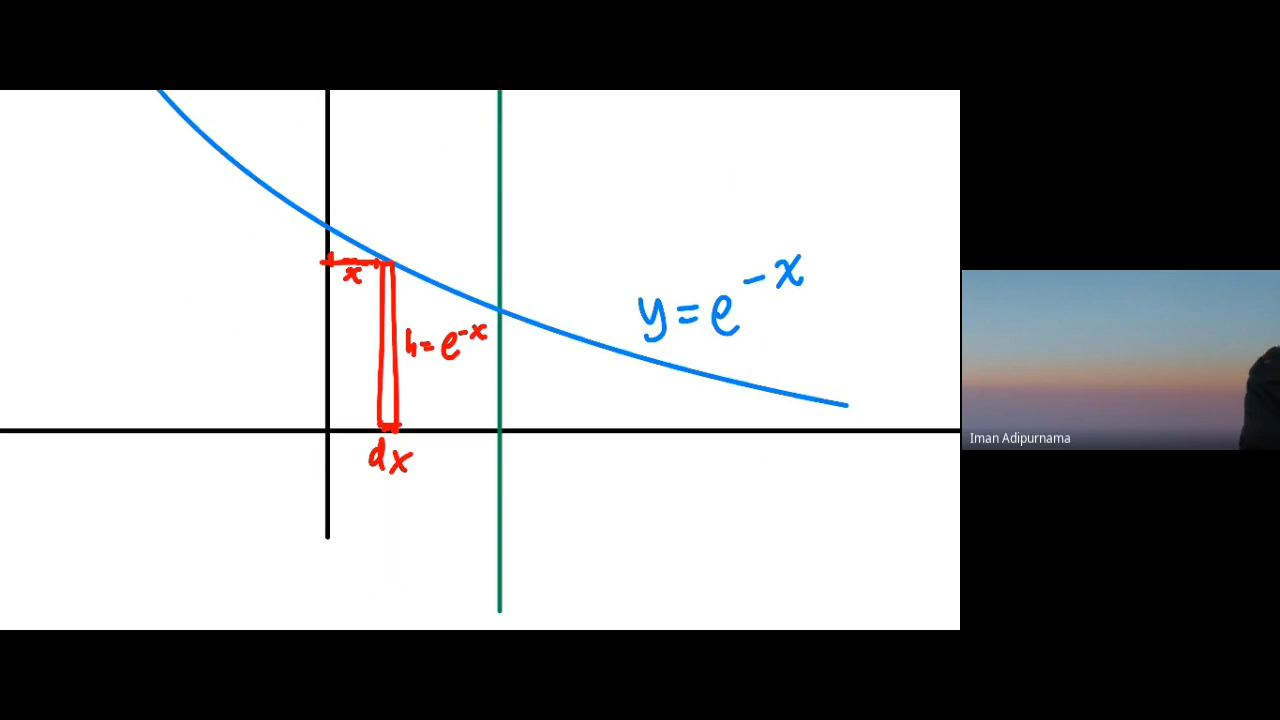 y = e^-x
x
h = e^-x
dx
Iman Adipurnama